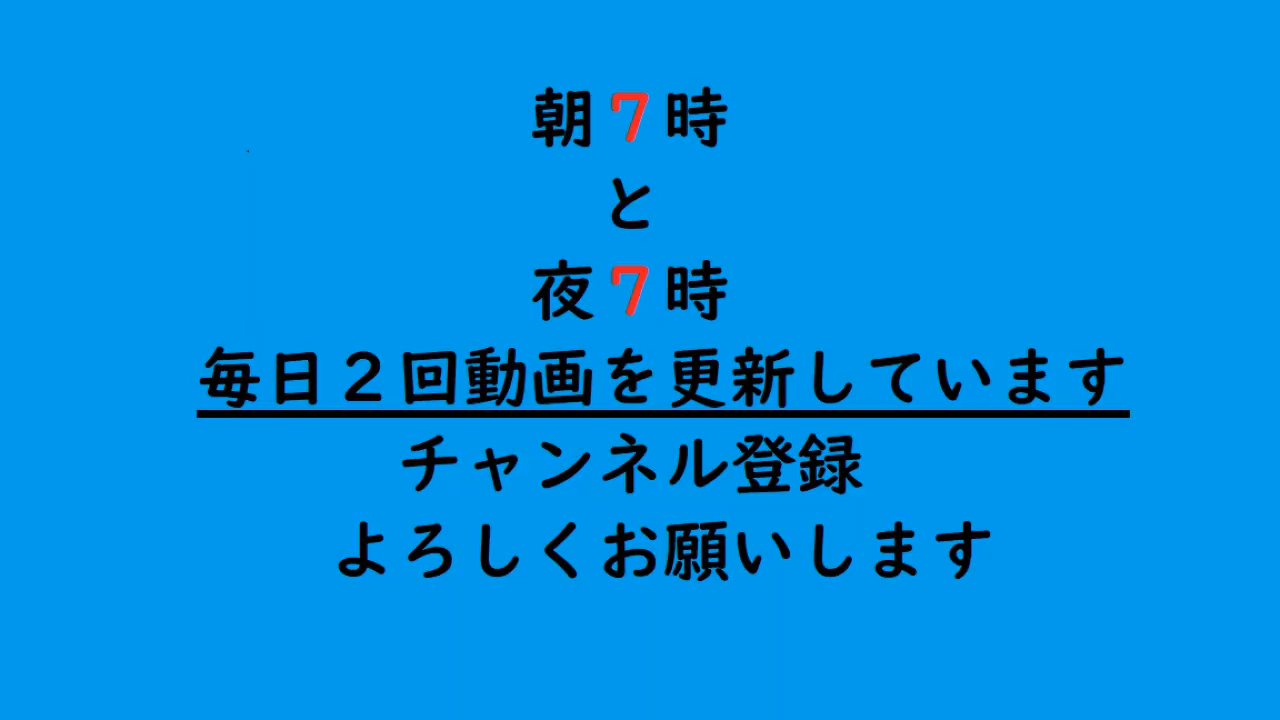 朝７時
と
夜７時
毎日２回動画を更新しています
チャンネル登録
よろしくお願いします